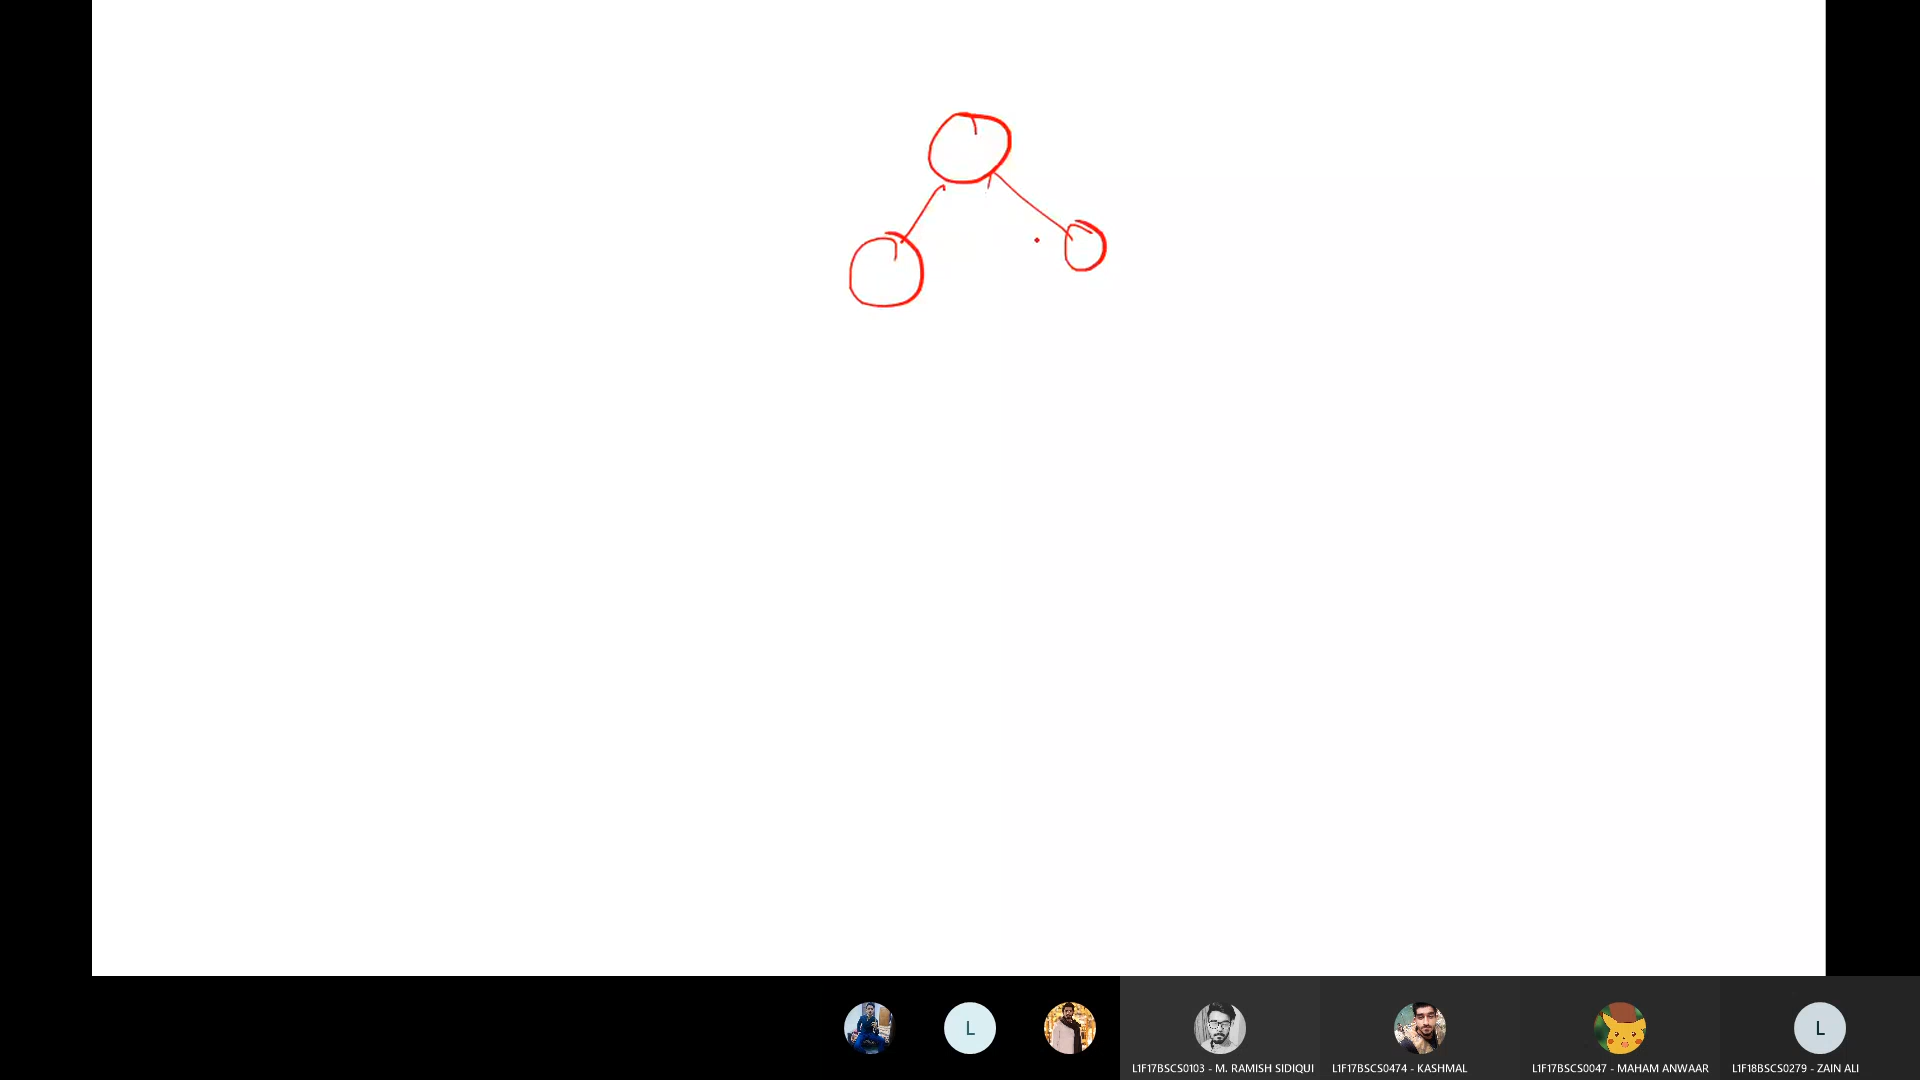 L
L
L1F17BSCS0103 - M. RAMISH SIDIQUI
L1F17BSCS0474 - KASHMAL
L1F17BSCS0047 - MAHAM ANWAAR
L1F18BSCS0279 - ZAIN ALI